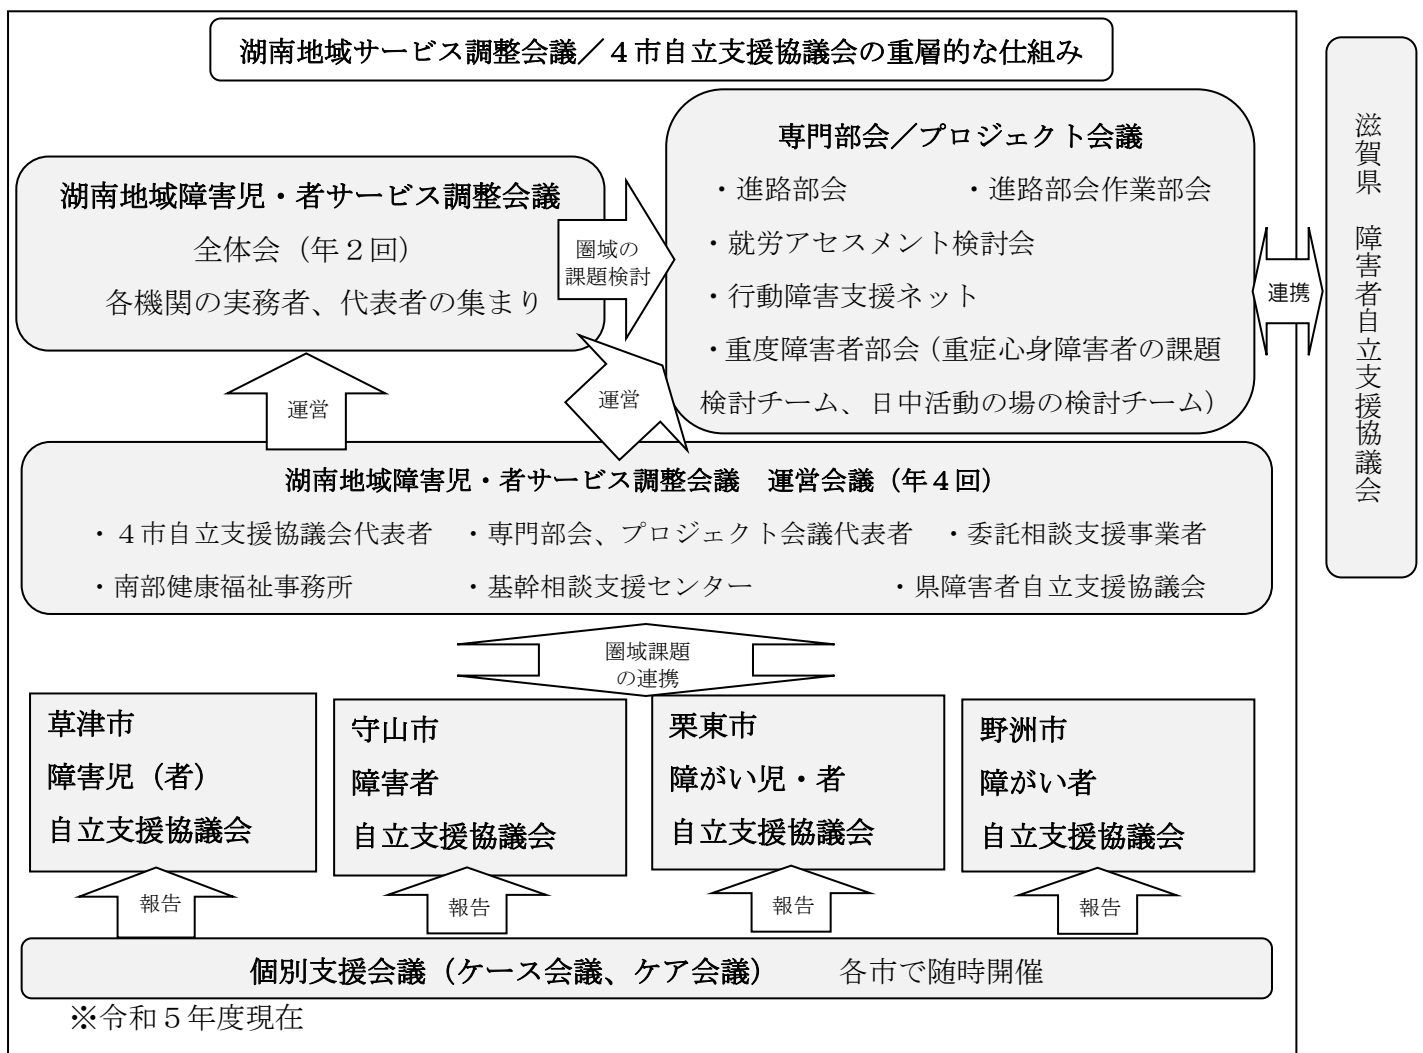 湖南地域サービス調整会議／４市自立支援協議会の重層的な仕組み
湖南地域障害児・者サービス調整会議
全体会（年２回）
各機関の実務者、代表者の集まり
圏域の
課題検討
専門部会／プロジェクト会議
・進路部会　・進路部会作業部会
・就労アセスメント検討会
・行動障害支援ネット
・重度障害者部会（重症心身障害者の課題
検討チーム、日中活動の場の検討チーム）
連携
滋賀県　障害者自立支援協議会
運営
運営
湖南地域障害児・者サービス調整会議　運営会議（年４回）
・４市自立支援協議会代表者　・専門部会、プロジェクト会議代表者　・委託相談支援事業者
・南部健康福祉事務所　・基幹相談支援センター　・県障害者自立支援協議会
圏域課題
の連携
草津市
障害児（者）
自立支援協議会
守山市
障害者
自立支援協議会
栗東市
障がい児・者
自立支援協議会
野洲市
障がい者
自立支援協議会
報告
報告
報告
報告
個別支援会議（ケース会議、ケア会議）　各市で随時開催
※令和５年度現在